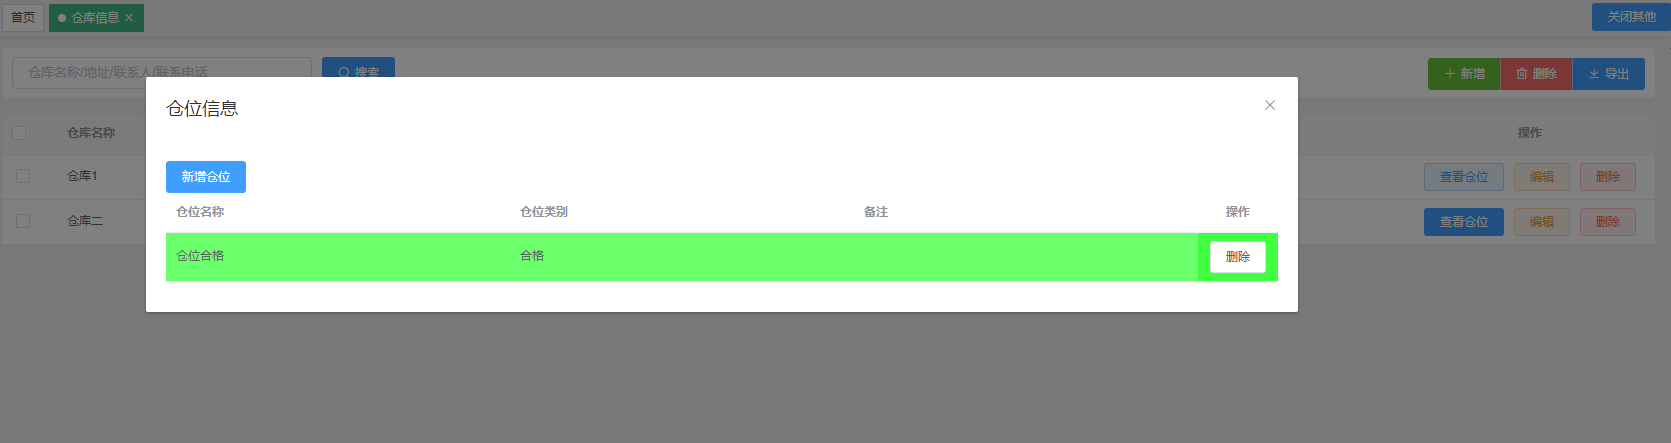 首页 仓库信息 关闭其他
仓库名称/地址/联系人/联系电话 搜索 新增 删除 导出
仓库名称 操作
仓库1 查看仓位 编辑 删除
仓库二 查看仓位 编辑 删除
仓位信息
新增仓位
仓位名称 仓位类别 备注 操作
仓位合格 合格 删除